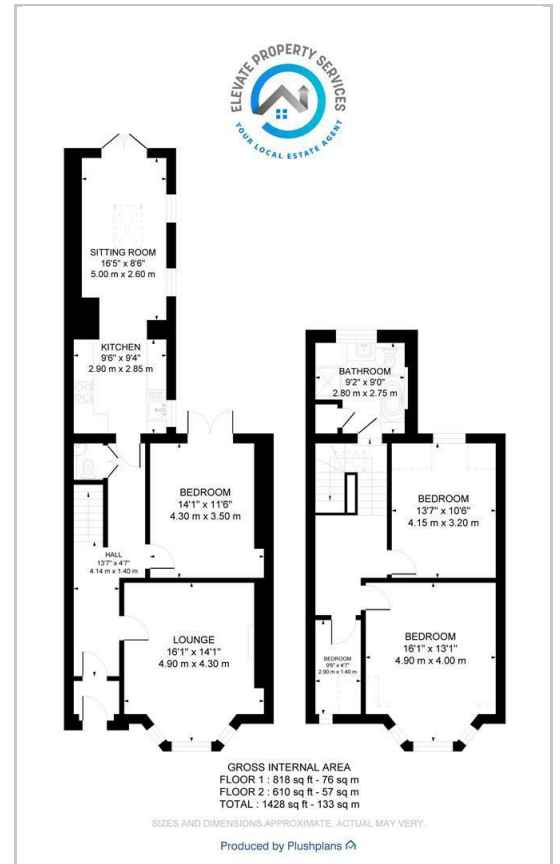 ELEVATE PROPERTY SERVICES
YOUR LOCAL ESTATE AGENT
SITTING ROOM
16'5" x 8'6"
5.00 m x 2.60 m
KITCHEN
9'6" x 9'4"
2.90 m x 2.85 m
BATHROOM
9'2" x 9'0"
2.80 m x 2.75 m
BEDROOM
14'1" x 11'6"
4.30 m x 3.50 m
BEDROOM
13'7" x 10'6"
4.15 m x 3.20 m
HALL
13'7" x 4'7"
4.14 m x 1.40 m
LOUNGE
16'1" x 14'1"
4.90 m x 4.30 m
BEDROOM
9'6" x 4'7"
2.90 m x 1.40 m
BEDROOM
16'1" x 13'1"
4.90 m x 4.00 m
GROSS INTERNAL AREA
FLOOR 1 : 818 sq ft - 76 sq m
FLOOR 2 : 610 sq ft - 57 sq m
TOTAL : 1428 sq ft - 133 sq m
SIZES AND DIMENSIONS APPROXIMATE, ACTUAL MAY VERY.
Produced by Plushplans